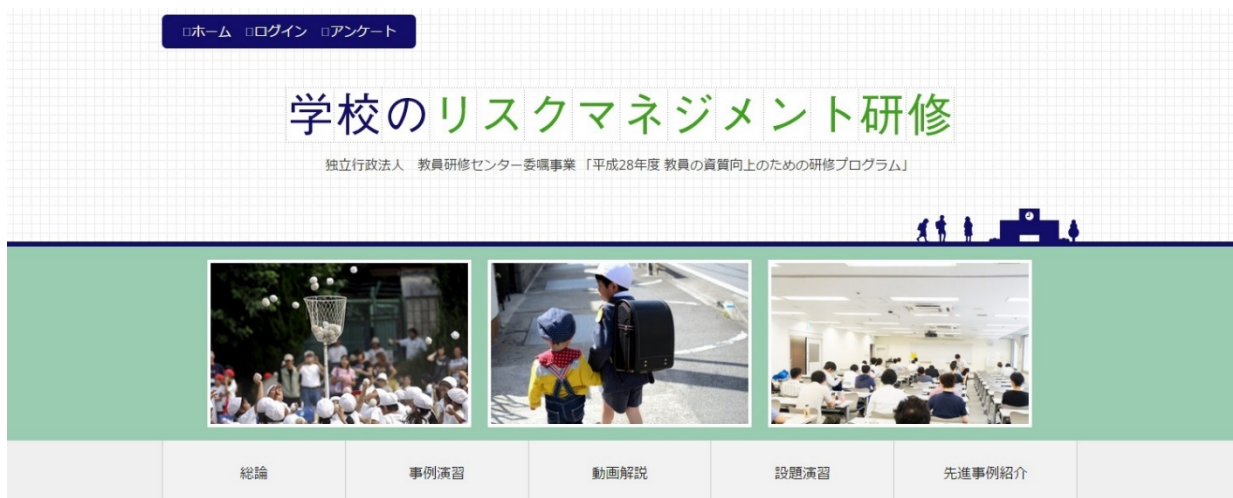 □ホーム □ログイン □アンケート
学校のリスクマネジメント研修
独立行政法人　教員研修センター委嘱事業 「平成28年度 教員の資質向上のための研修プログラム」
総論 事例演習 動画解説 設題演習 先進事例紹介